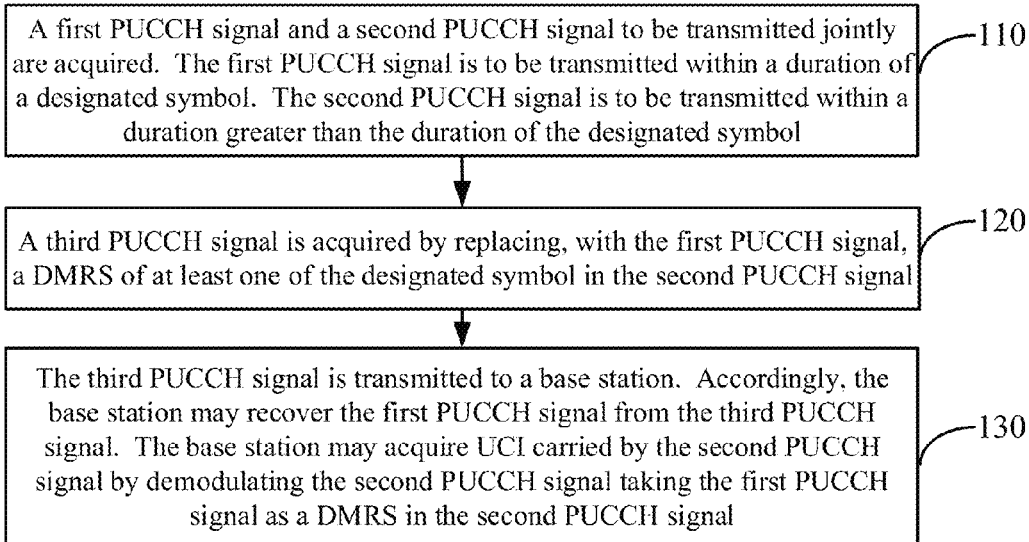 A first PUCCH signal and a second PUCCH signal to be transmitted jointly
are acquired. The first PUCCH signal is to be transmitted within a duration of
a designated symbol. The second PUCCH signal is to be transmitted within a
duration greater than the duration of the designated symbol
110
A third PUCCH signal is acquired by replacing, with the first PUCCH signal,
a DMRS of at least one of the designated symbol in the second PUCCH signal
120
The third PUCCH signal is transmitted to a base station. Accordingly, the
base station may recover the first PUCCH signal from the third PUCCH
signal. The base station may acquire UCI carried by the second PUCCH
signal by demodulating the second PUCCH signal taking the first PUCCH
signal as a DMRS in the second PUCCH signal
130